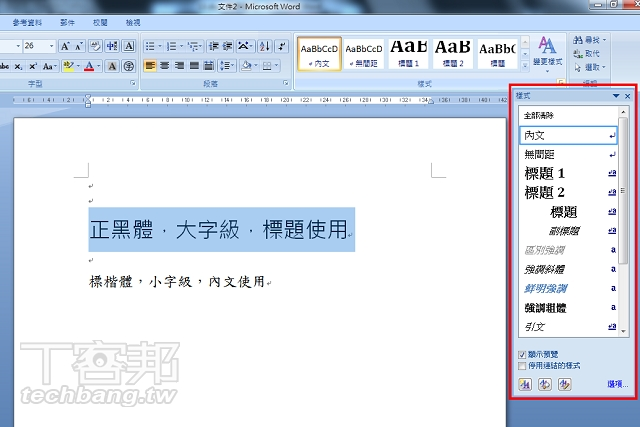 文件2 - Microsoft Word
參考資料 郵件 校閱 檢視
26
AaBbCcD AaBbCcD AaB AaB AaBb(
內文 無間距 標題 1 標題 2 標題
變更樣式
尋找
取代
選取
字型 段落 樣式 編輯
樣式
全部清除
內文
無間距
標題 1
標題 2
標題
副標題
區別強調
強調斜體
鮮明強調
強調粗體
引文
顯示預覽
停用連結的樣式
選項...
正黑體，大字級，標題使用
標楷體，小字級，內文使用
T客邦
techbang.tw